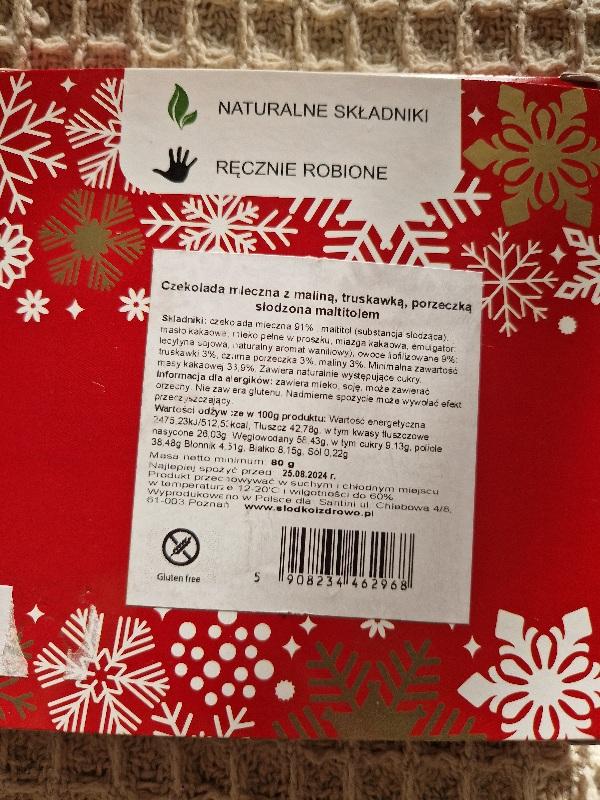 NATURALNE SKŁADNIKI
RĘCZNIE ROBIONE
Czekolada mleczna z maliną, truskawką, porzeczką
słodzona maltitolem
Składniki: czekolada mleczna 91% maltitol (substancja słodząca),
masło kakaowe, mleko pełne w proszku, miazga kakaowa, emulgator:
lecytyna sojowa, naturalny aromat waniliowy), owoce liofilizowane 9%:
truskawki 3%, czarna porzeczka 3%, maliny 3%. Minimalna zawartość
masy kakaowej 33,9%. Zawiera naturalnie występujące cukry.
Informacja dla alergików: zawiera mleko, soję, może zawierać
orzechy. Nie zawiera glutenu. Nadmierne spożycie może wywołać efekt
przeczyszczający.
Wartości odżywcze w 100g produktu: Wartość energetyczna
2475,23kJ/512,5kcal, Tłuszcz 42,78g, w tym kwasy tłuszczowe
nasycone 26,03g Węglowodany 58,43g, w tym cukry 9,13g, poliole
38,48g Błonnik 4,51g, Białko 8,15g, Sól 0,22g
Masa netto minimum 80 g
Najlepiej spożyć przed 25.08.2024 r.
Produkt przechowywać w suchym i chłodnym miejscu
w temperaturze 12-20°C i wilgotności do 60%
Wyprodukowano w Polsce dla Santini ul. Chlebowa 4/8,
61-003 Poznań www.slodkoizdrowo.pl
Gluten free
5 908234 462968